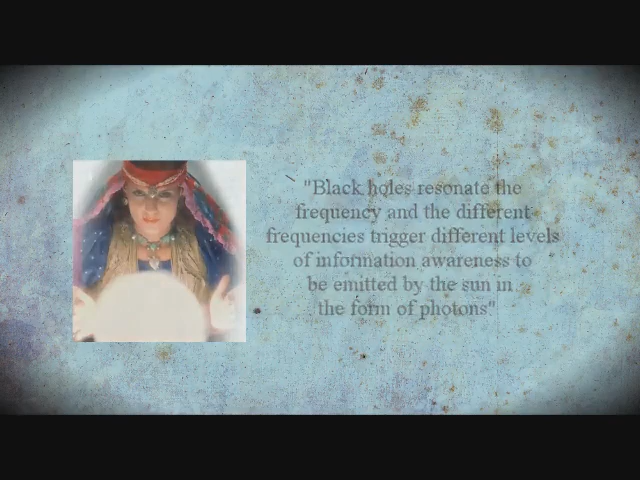 "Black holes resonate the
frequency and the different
frequencies trigger different levels
of information awareness to
be emitted by the sun in
the form of photons"